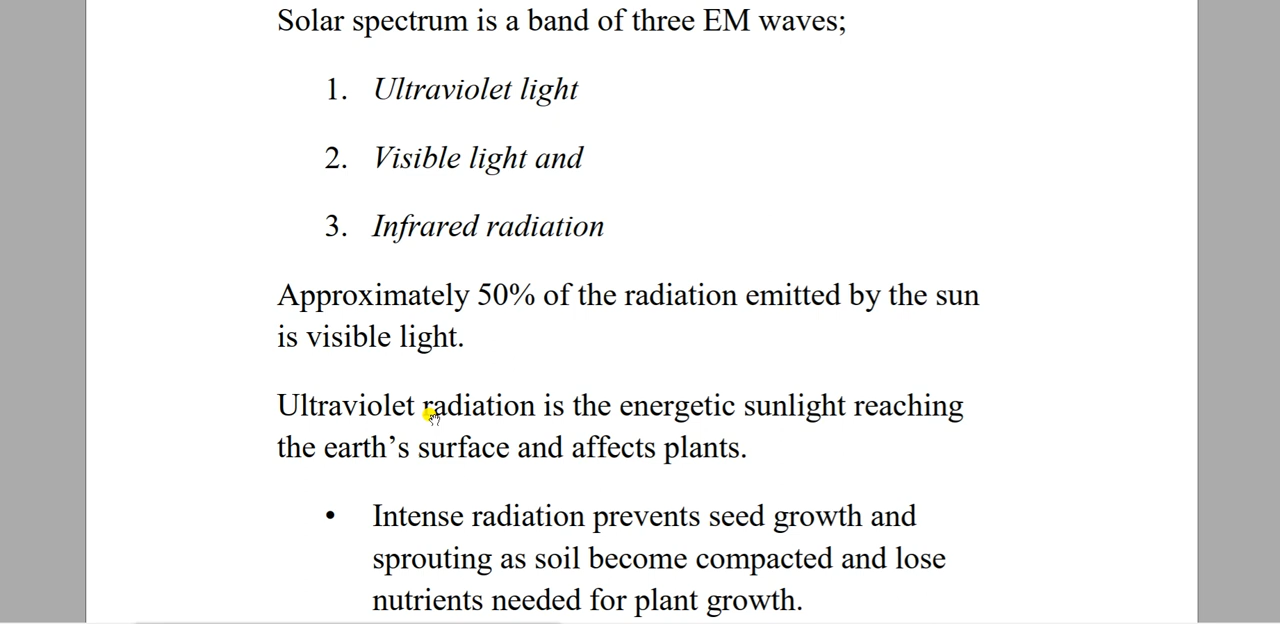 Solar spectrum is a band of three EM waves;
1. Ultraviolet light
2. Visible light and
3. Infrared radiation
Approximately 50% of the radiation emitted by the sun
is visible light.
Ultraviolet radiation is the energetic sunlight reaching
the earth’s surface and affects plants.
• Intense radiation prevents seed growth and
sprouting as soil become compacted and lose
nutrients needed for plant growth.